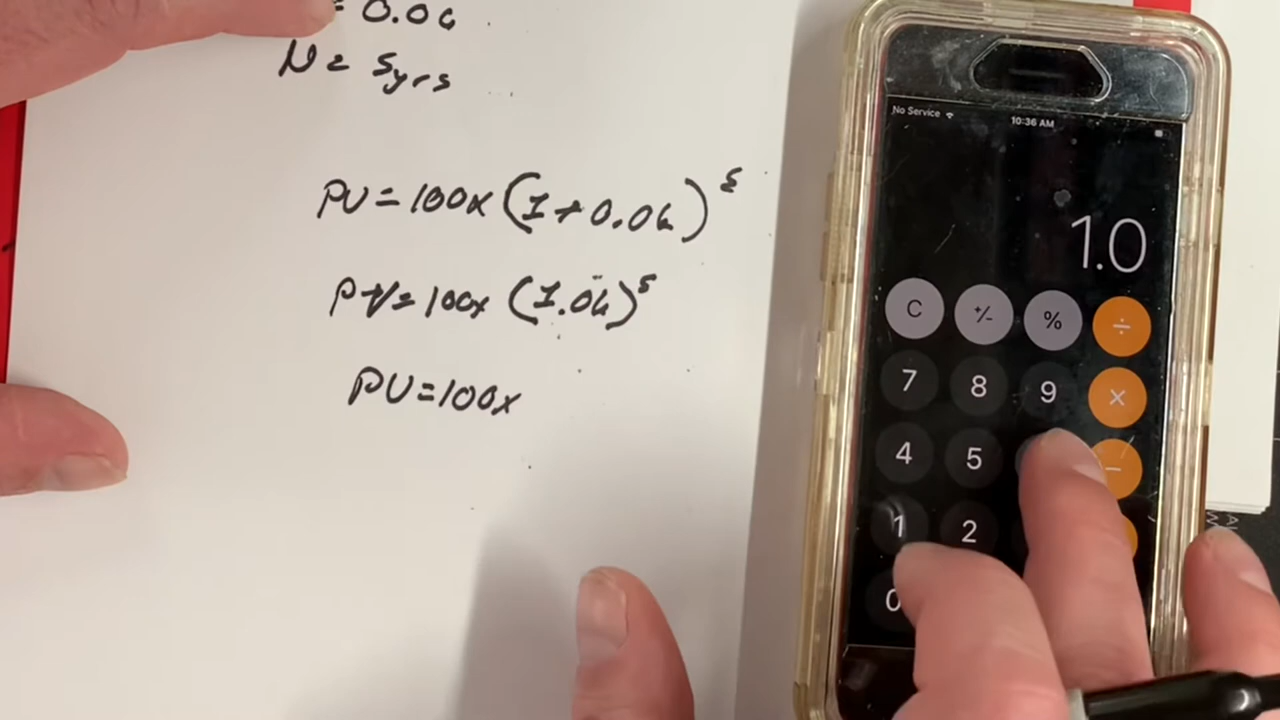 = 0.06
N = 5yrs
PV = 100x (1 + 0.06)^5
PV = 100x (1.06)^5
PV = 100x
No Service
10:36 AM
1.0
C +/- % ÷
7 8 9 ×
4 5 −
1 2
0